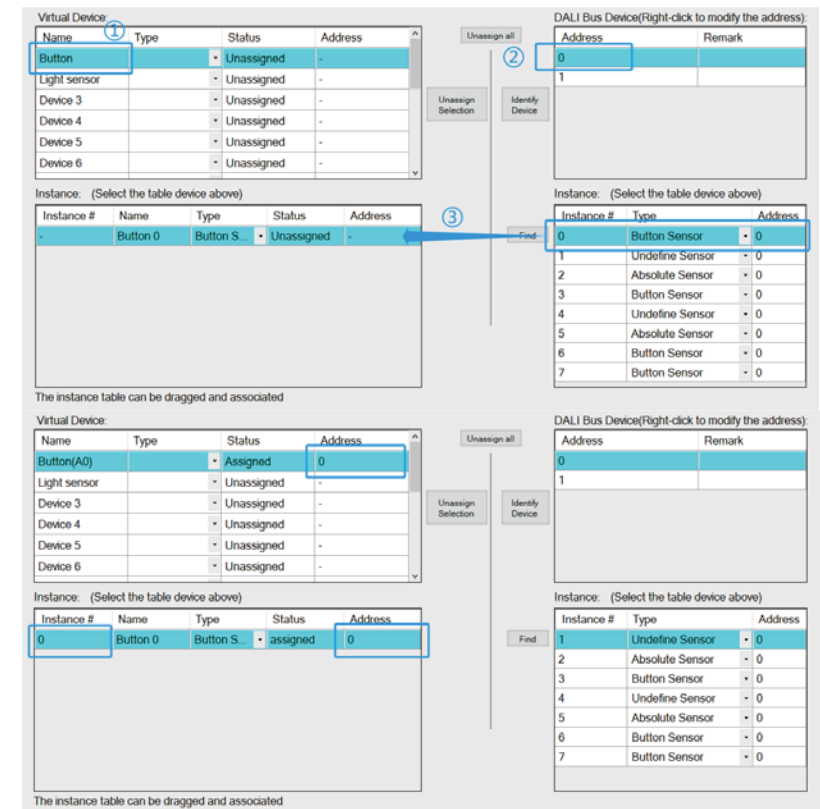 Virtual Device:
DALI Bus Device(Right-click to modify the address):
①
Name Type Status Address
Unassign all
Address Remark
Button - Unassigned -
②
0
Light sensor - Unassigned -
1
Device 3 - Unassigned -
Unassign Selection
Identify Device
Device 4 - Unassigned -
Device 5 - Unassigned -
Device 6 - Unassigned -
Instance: (Select the table device above)
Instance: (Select the table device above)
Instance # Name Type Status Address
③
Instance # Type Address
- Button 0 Button S... Unassigned -
Find
0 Button Sensor 0
1 Undefine Sensor 0
2 Absolute Sensor 0
3 Button Sensor 0
4 Undefine Sensor 0
5 Absolute Sensor 0
6 Button Sensor 0
7 Button Sensor 0
The instance table can be dragged and associated
Virtual Device:
DALI Bus Device(Right-click to modify the address):
Name Type Status Address
Unassign all
Address Remark
Button(A0) Assigned 0
0
Light sensor Unassigned -
1
Device 3 Unassigned -
Unassign Selection
Identify Device
Device 4 Unassigned -
Device 5 Unassigned -
Device 6 Unassigned -
Instance: (Select the table device above)
Instance: (Select the table device above)
Instance # Name Type Status Address
Instance # Type Address
0 Button 0 Button S... assigned 0
Find
1 Undefine Sensor 0
2 Absolute Sensor 0
3 Button Sensor 0
4 Undefine Sensor 0
5 Absolute Sensor 0
6 Button Sensor 0
7 Button Sensor 0
The instance table can be dragged and associated